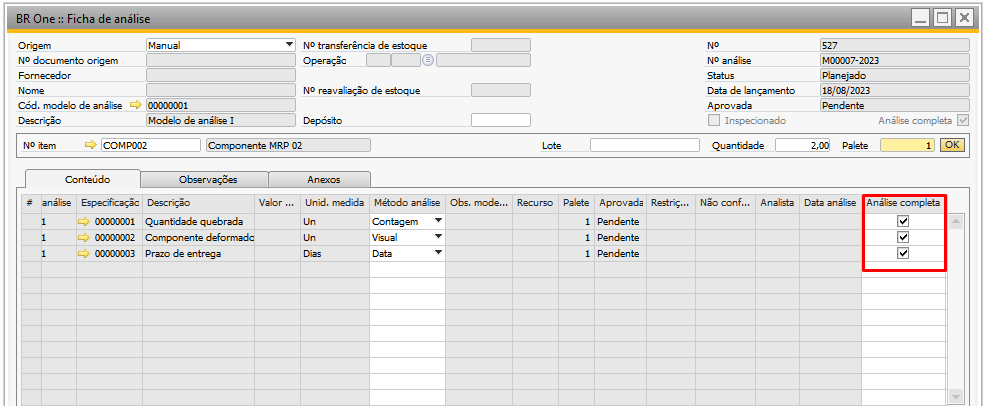 BR One :: Ficha de análise
Origem Manual Nº transferência de estoque Nº 527
Nº documento origem Operação Nº análise M00007-2023
Fornecedor Status Planejado
Nome Nº reavaliação de estoque Data de lançamento 18/08/2023
Cód. modelo de análise 00000001 Aprovada Pendente
Descrição Modelo de análise I Depósito Inspecionado Análise completa
Nº item COMP002 Componente MRP 02 Lote Quantidade 2,00 Palete 1 OK
Conteúdo Observações Anexos
# análise Especificação Descrição Valor ... Unid. medida Método análise Obs. mode... Recurso Palete Aprovada Restriç... Não conf... Analista Data análise Análise completa
1 00000001 Quantidade quebrada Un Contagem 1 Pendente
1 00000002 Componente deformado Un Visual 1 Pendente
1 00000003 Prazo de entrega Dias Data 1 Pendente